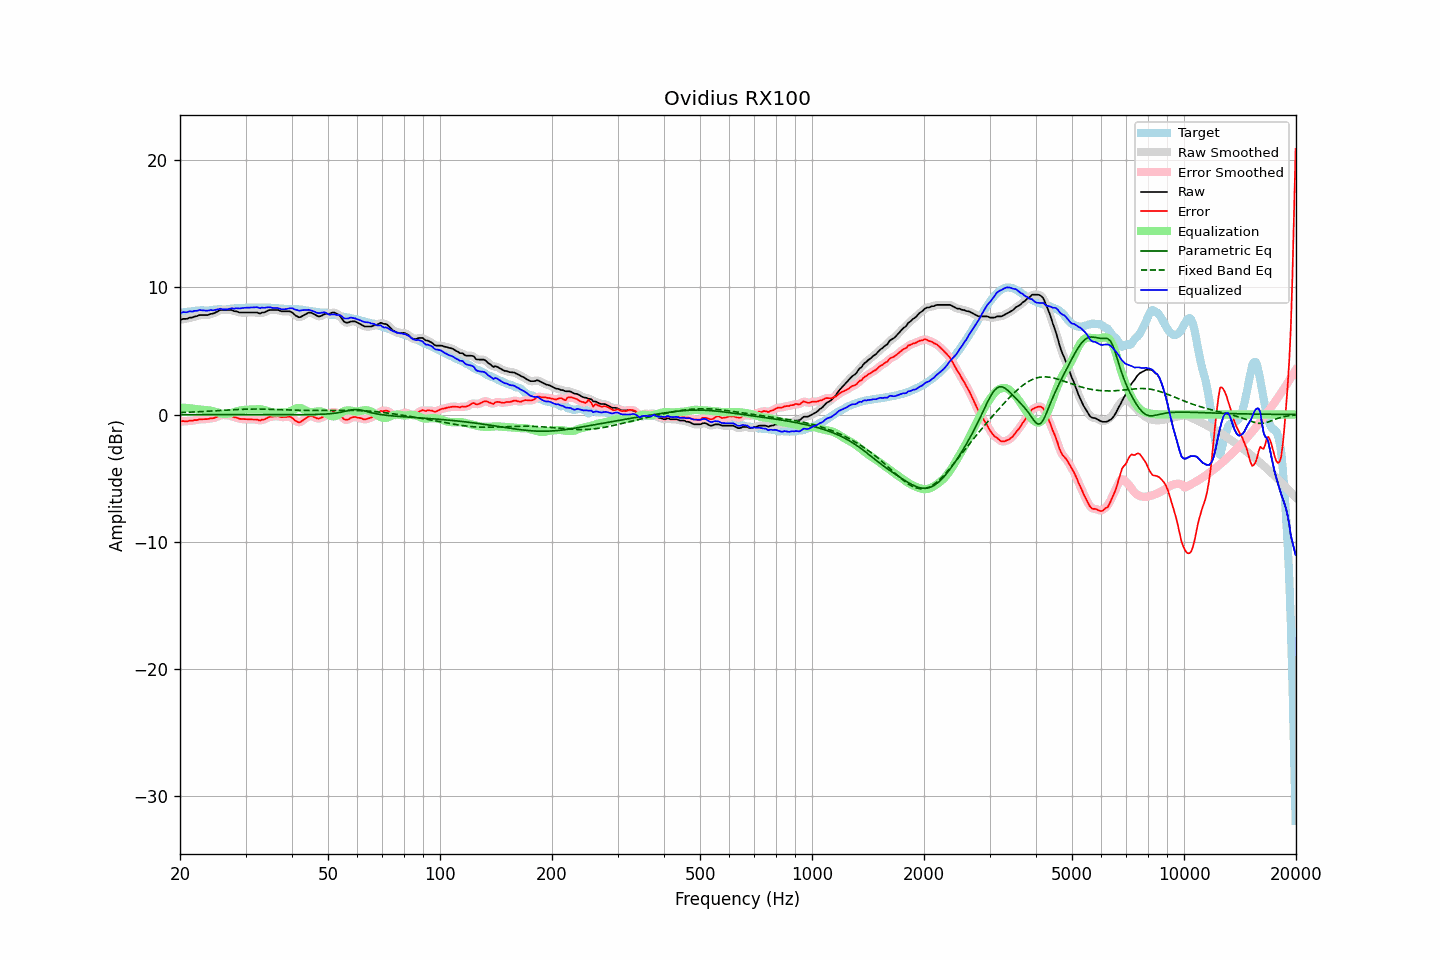 Ovidius RX100
Target
Raw Smoothed
Error Smoothed
Raw
Error
Equalization
Parametric Eq
Fixed Band Eq
Equalized
20
10
0
−10
−20
−30
Amplitude (dBr)
20 50 100 200 500 1000 2000 5000 10000 20000
Frequency (Hz)